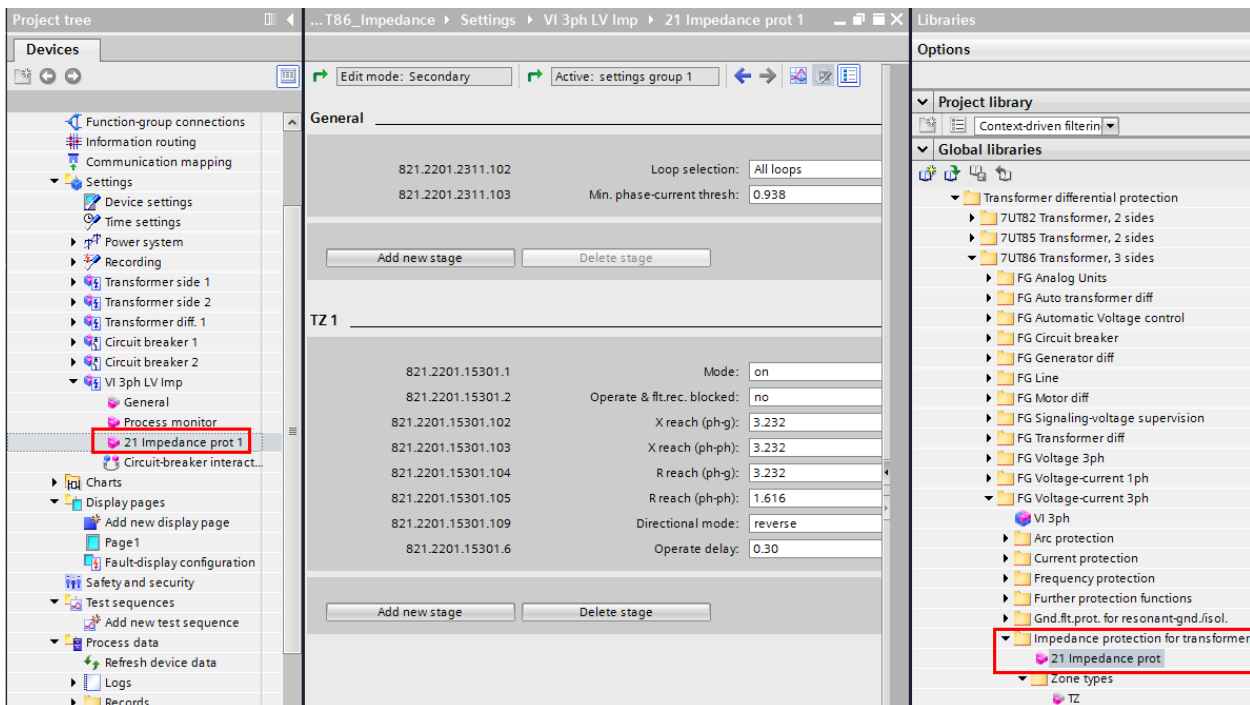 Project tree
Devices
Function-group connections
Information routing
Communication mapping
Settings
Device settings
Time settings
Power system
Recording
Transformer side 1
Transformer side 2
Transformer diff. 1
Circuit breaker 1
Circuit breaker 2
VI 3ph LV Imp
General
Process monitor
21 Impedance prot 1
Circuit-breaker interact...
Charts
Display pages
Add new display page
Page1
Fault-display configuration
Safety and security
Test sequences
Add new test sequence
Process data
Refresh device data
Logs
Records
...T86_Impedance Settings VI 3ph LV Imp 21 Impedance prot 1
Edit mode: Secondary Active: settings group 1
General
821.2201.2311.102 Loop selection: All loops
821.2201.2311.103 Min. phase-current thresh: 0.938
Add new stage Delete stage
TZ 1
821.2201.15301.1 Mode: on
821.2201.15301.2 Operate & flt.rec. blocked: no
821.2201.15301.102 X reach (ph-g): 3.232
821.2201.15301.103 X reach (ph-ph): 3.232
821.2201.15301.104 R reach (ph-g): 3.232
821.2201.15301.105 R reach (ph-ph): 1.616
821.2201.15301.109 Directional mode: reverse
821.2201.15301.6 Operate delay: 0.30
Add new stage Delete stage
Libraries
Options
Project library
Context-driven filterin
Global libraries
Transformer differential protection
7UT82 Transformer, 2 sides
7UT85 Transformer, 2 sides
7UT86 Transformer, 3 sides
FG Analog Units
FG Auto transformer diff
FG Automatic Voltage control
FG Circuit breaker
FG Generator diff
FG Line
FG Motor diff
FG Signaling-voltage supervision
FG Transformer diff
FG Voltage 3ph
FG Voltage-current 1ph
FG Voltage-current 3ph
VI 3ph
Arc protection
Current protection
Frequency protection
Further protection functions
Gnd.flt.prot. for resonant-gnd./isol.
Impedance protection for transformer
21 Impedance prot
Zone types
TZ